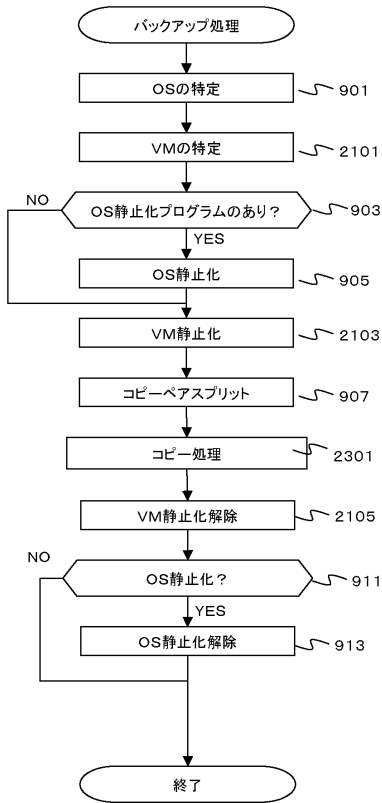 バックアップ処理
OSの特定
901
VMの特定
2101
NO
OS静止化プログラムのあり？
903
YES
OS静止化
905
VM静止化
2103
コピーペアスプリット
907
コピー処理
2301
VM静止化解除
2105
NO
OS静止化？
911
YES
OS静止化解除
913
終了